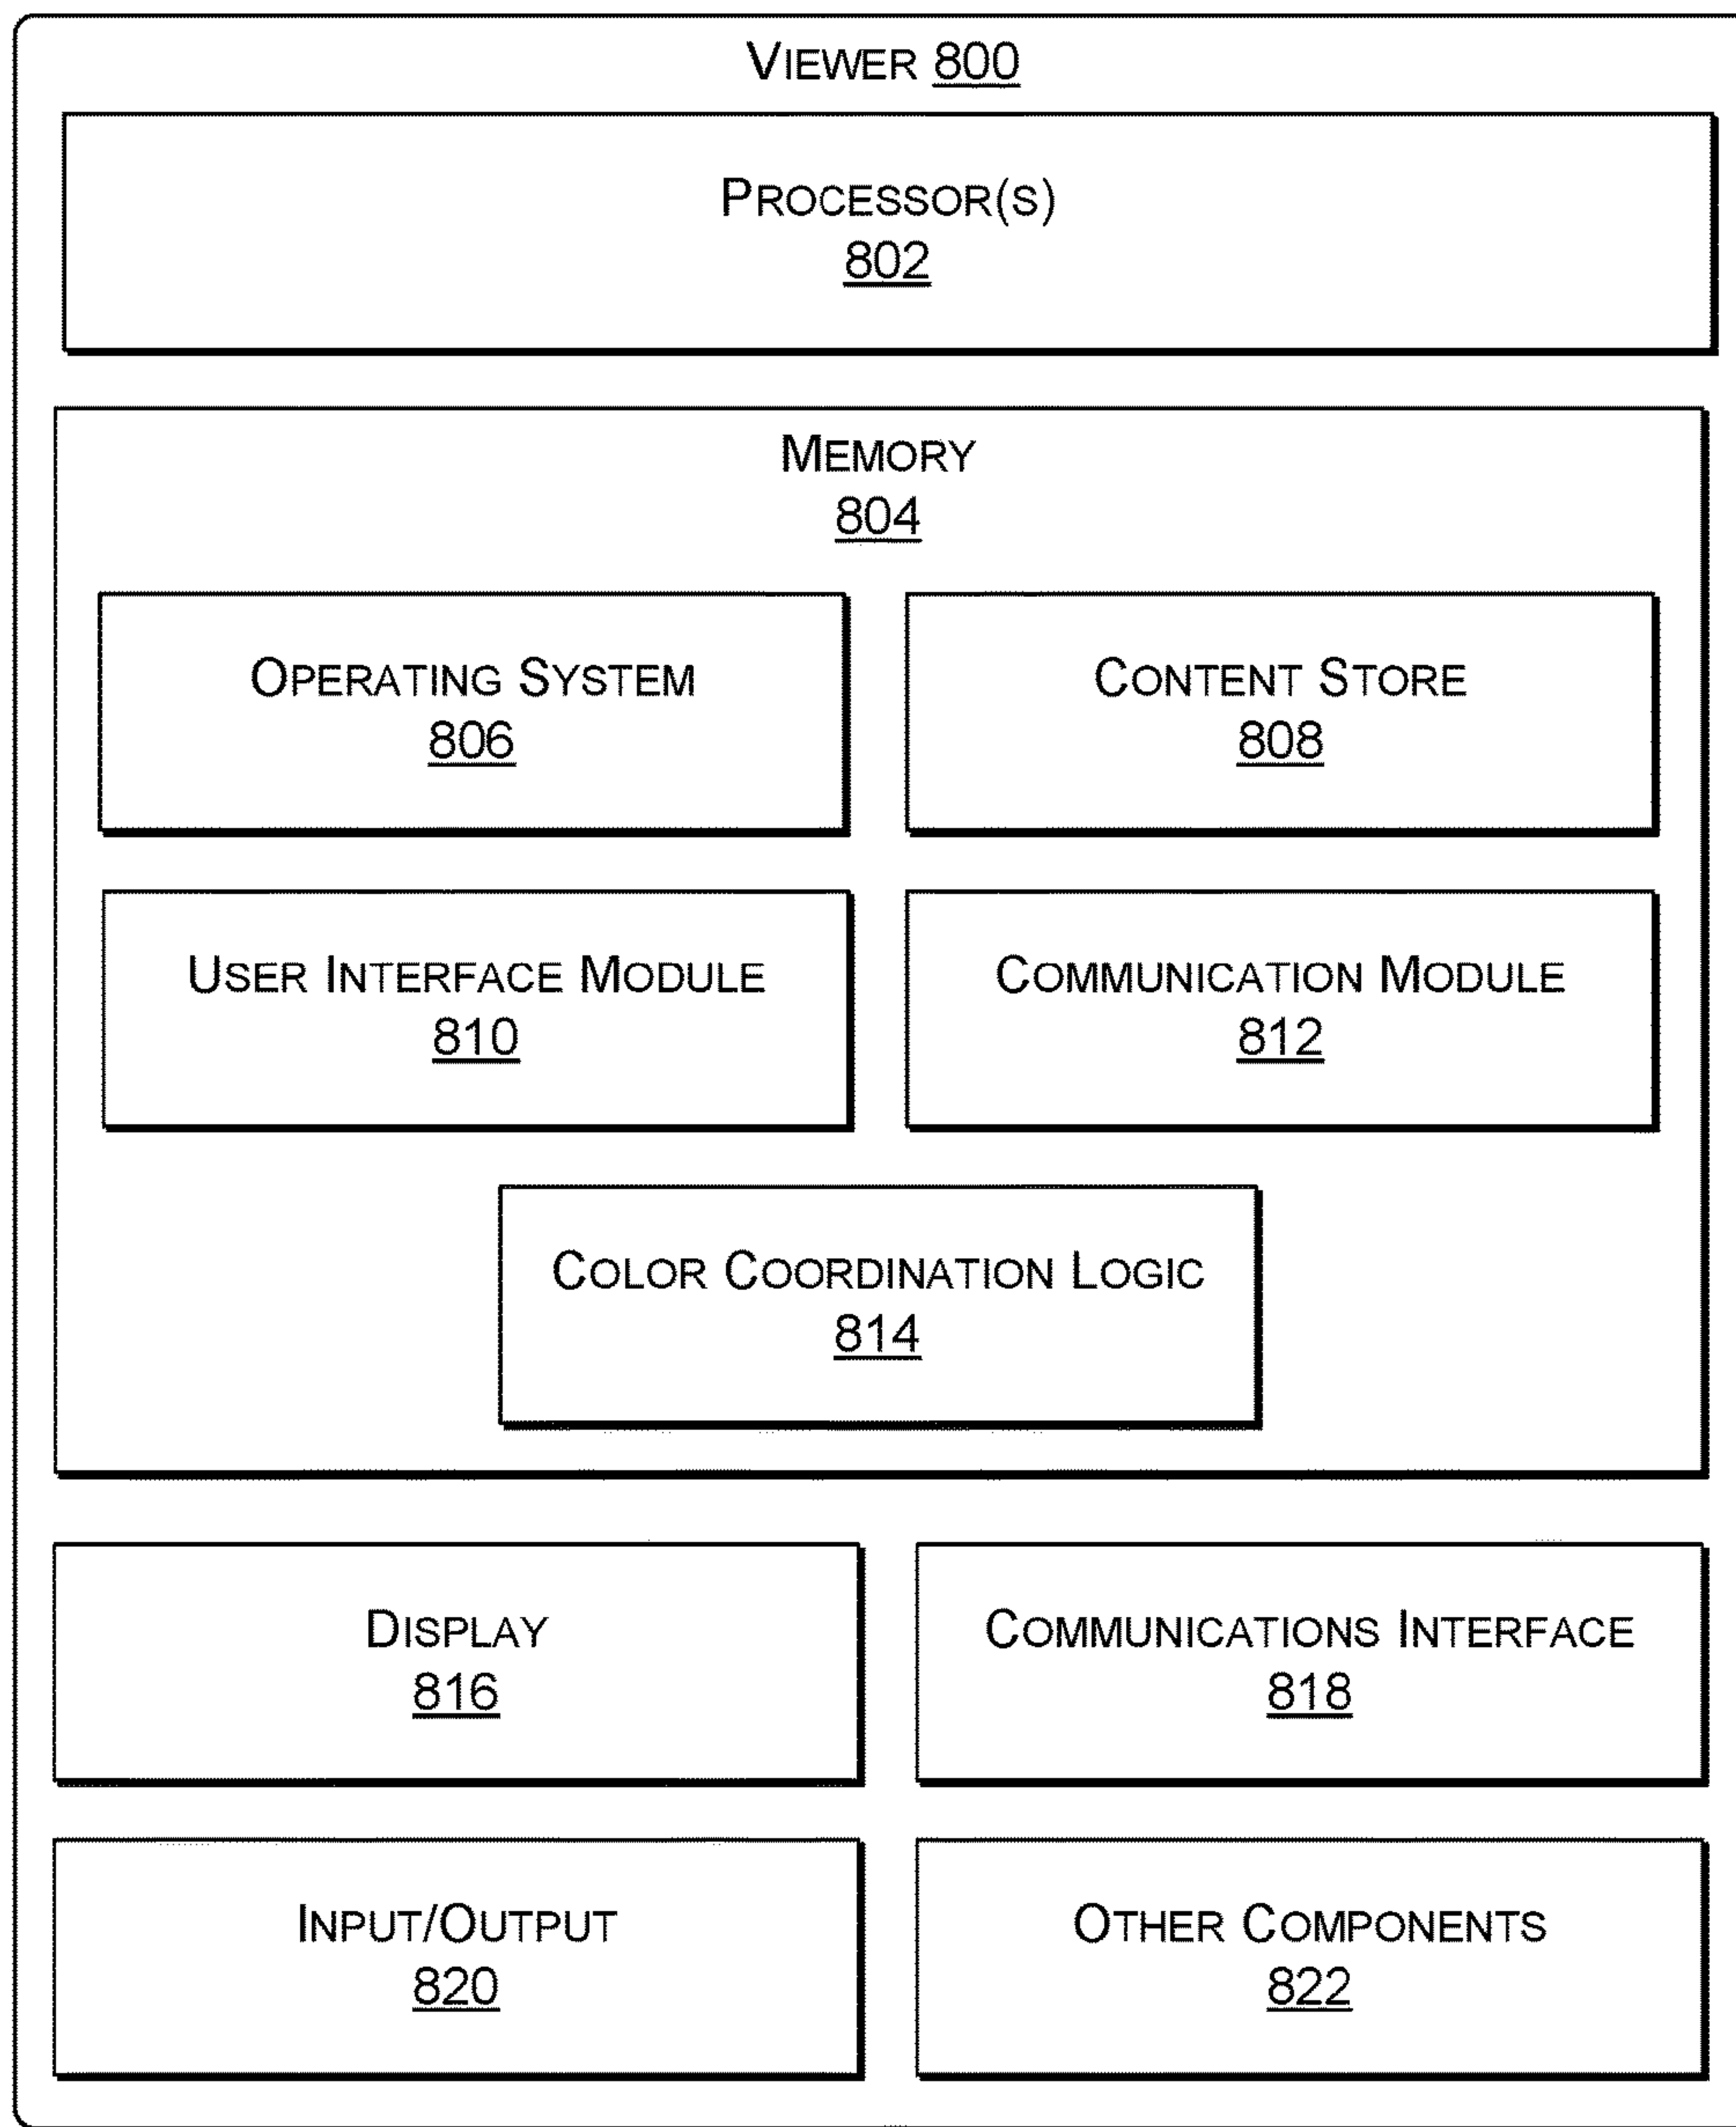 VIEWER 800
PROCESSOR(S)
802
MEMORY
804
OPERATING SYSTEM
806
CONTENT STORE
808
USER INTERFACE MODULE
810
COMMUNICATION MODULE
812
COLOR COORDINATION LOGIC
814
DISPLAY
816
COMMUNICATIONS INTERFACE
818
INPUT/OUTPUT
820
OTHER COMPONENTS
822